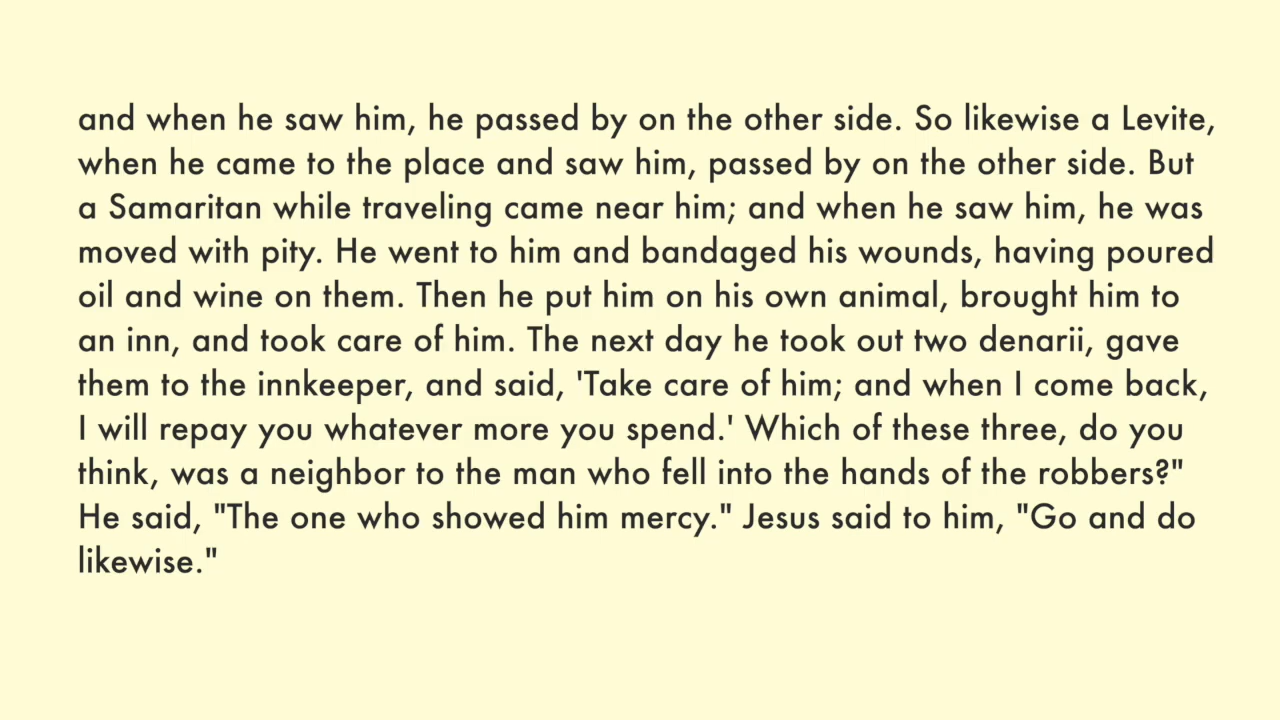 and when he saw him, he passed by on the other side. So likewise a Levite,
when he came to the place and saw him, passed by on the other side. But
a Samaritan while traveling came near him; and when he saw him, he was
moved with pity. He went to him and bandaged his wounds, having poured
oil and wine on them. Then he put him on his own animal, brought him to
an inn, and took care of him. The next day he took out two denarii, gave
them to the innkeeper, and said, 'Take care of him; and when I come back,
I will repay you whatever more you spend.' Which of these three, do you
think, was a neighbor to the man who fell into the hands of the robbers?"
He said, "The one who showed him mercy." Jesus said to him, "Go and do
likewise."